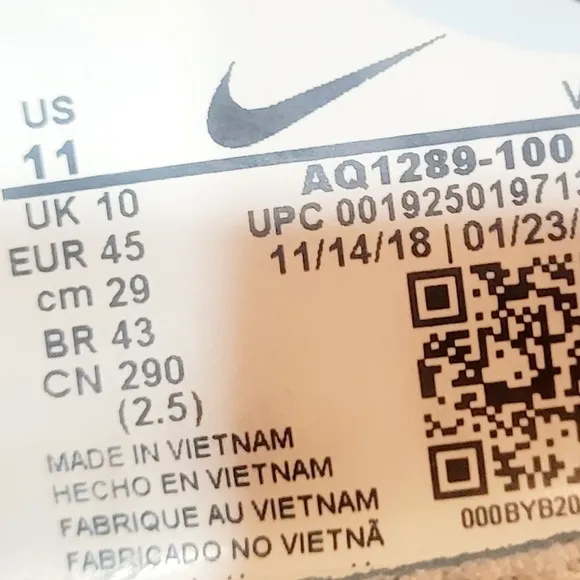 US
11
AQ1289-100
UK 10
UPC 00192501971
EUR 45
11/14/18 | 01/23/
cm 29
BR 43
CN 290
(2.5)
MADE IN VIETNAM
HECHO EN VIETNAM
FABRIQUE AU VIETNAM
000BYB20
FABRICADO NO VIETNÃ